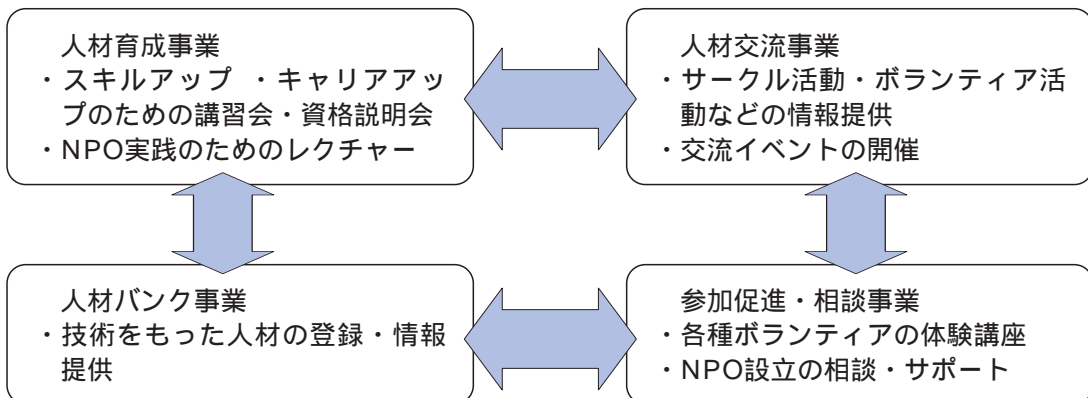 人材育成事業
・スキルアップ ・キャリアアッ
プのための講習会・資格説明会
・NPO実践のためのレクチャー
人材交流事業
・サークル活動・ボランティア活
動などの情報提供
・交流イベントの開催
人材バンク事業
・技術をもった人材の登録・情報
提供
参加促進・相談事業
・各種ボランティアの体験講座
・NPO設立の相談・サポート